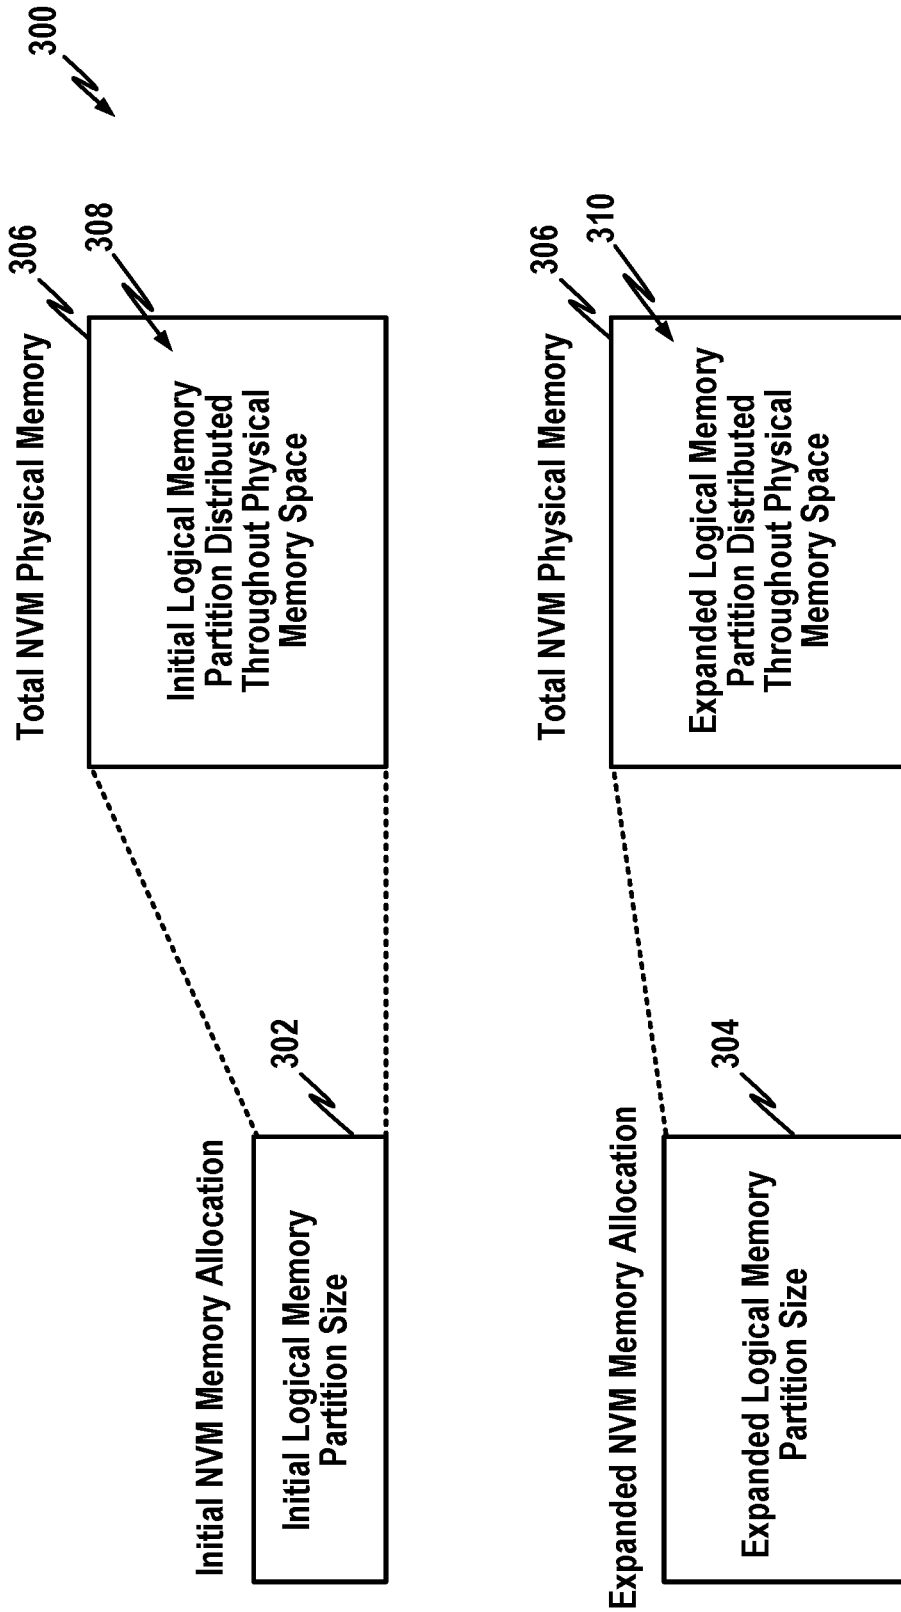 300
Initial NVM Memory Allocation
Initial Logical Memory
Partition Size
302
Total NVM Physical Memory
306
308
Initial Logical Memory
Partition Distributed
Throughout Physical
Memory Space
Expanded NVM Memory Allocation
Expanded Logical Memory
Partition Size
304
Total NVM Physical Memory
306
310
Expanded Logical Memory
Partition Distributed
Throughout Physical
Memory Space